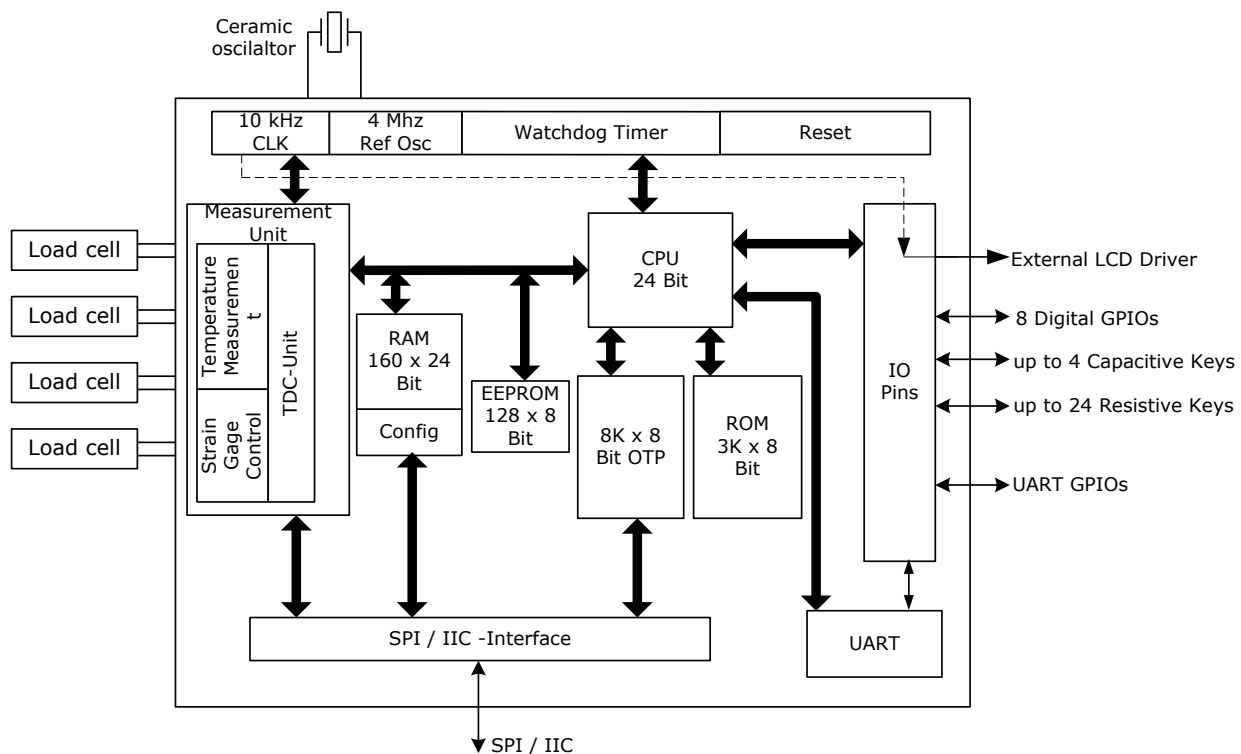 Ceramic
oscilaltor
10 kHz
CLK
4 Mhz
Ref Osc
Watchdog Timer
Reset
Measurement
Unit
Temperature
Measuremen
t
Strain
Gage
Control
TDC-Unit
Load cell
Load cell
Load cell
Load cell
CPU
24 Bit
RAM
160 x 24
Bit
Config
EEPROM
128 x 8
Bit
8K x 8
Bit OTP
ROM
3K x 8
Bit
IO
Pins
External LCD Driver
8 Digital GPIOs
up to 4 Capacitive Keys
up to 24 Resistive Keys
UART GPIOs
SPI / IIC -Interface
UART
SPI / IIC